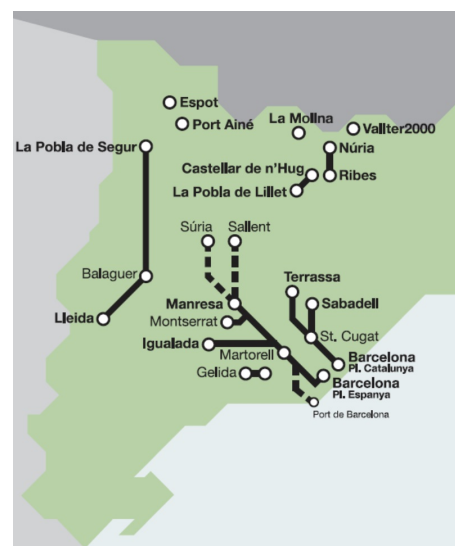 Espot
Port Ainé
La Molina
Vallter2000
La Pobla de Segur
Núria
Castellar de n'Hug
Ribes
La Pobla de Lillet
Súria
Sallent
Balaguer
Terrassa
Manresa
Sabadell
Lleida
Montserrat
St. Cugat
Igualada
Martorell
Barcelona
Pl. Catalunya
Gelida
Barcelona
Pl. Espanya
Port de Barcelona